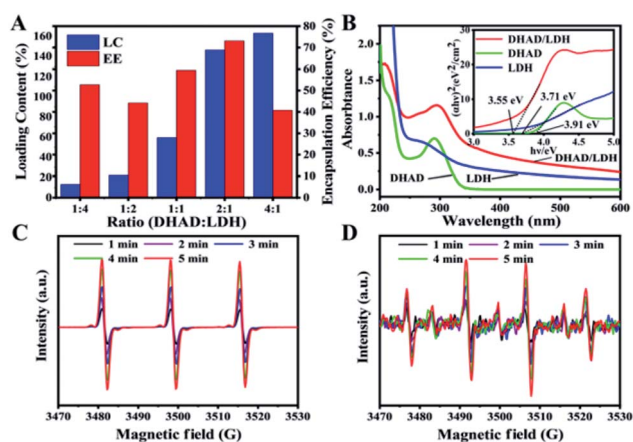 A
LC
EE
Loading Content (%)
160
140
120
100
80
60
40
20
0
80
70
60
50
40
30
20
10
0
Encapsulation Efficiency (%)
1:4 1:2 1:1 2:1 4:1
Ratio (DHAD:LDH)
B
Absorbtance
2.0
1.5
1.0
0.5
0.0
200 300 400 500 600
Wavelength (nm)
DHAD
LDH
DHAD/LDH
(αhν)²(eV²/cm²)
30
20
10
0
DHAD/LDH
DHAD
LDH
3.55 eV
3.71 eV
3.91 eV
3.0 3.5 4.0 4.5 5.0
hν/eV
C
1 min 2 min 3 min
4 min 5 min
Intensity (a.u.)
3470 3480 3490 3500 3510 3520 3530
Magnetic field (G)
D
1 min 2 min 3 min
4 min 5 min
Intensity (a.u.)
3470 3480 3490 3500 3510 3520 3530
Magnetic field (G)